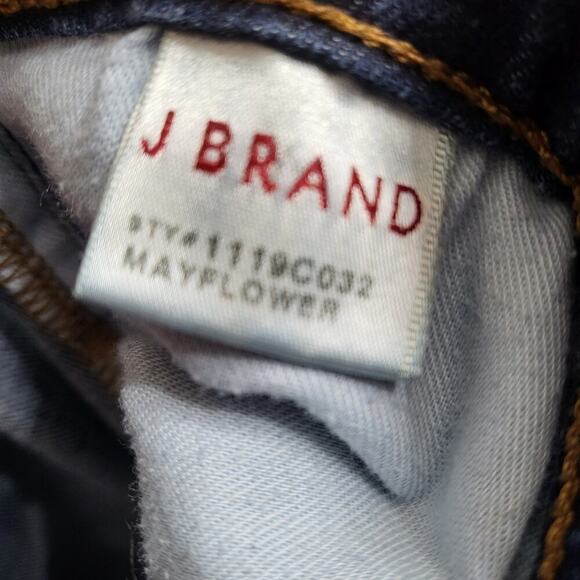 J BRAND
STY#1119C032
MAYFLOWER